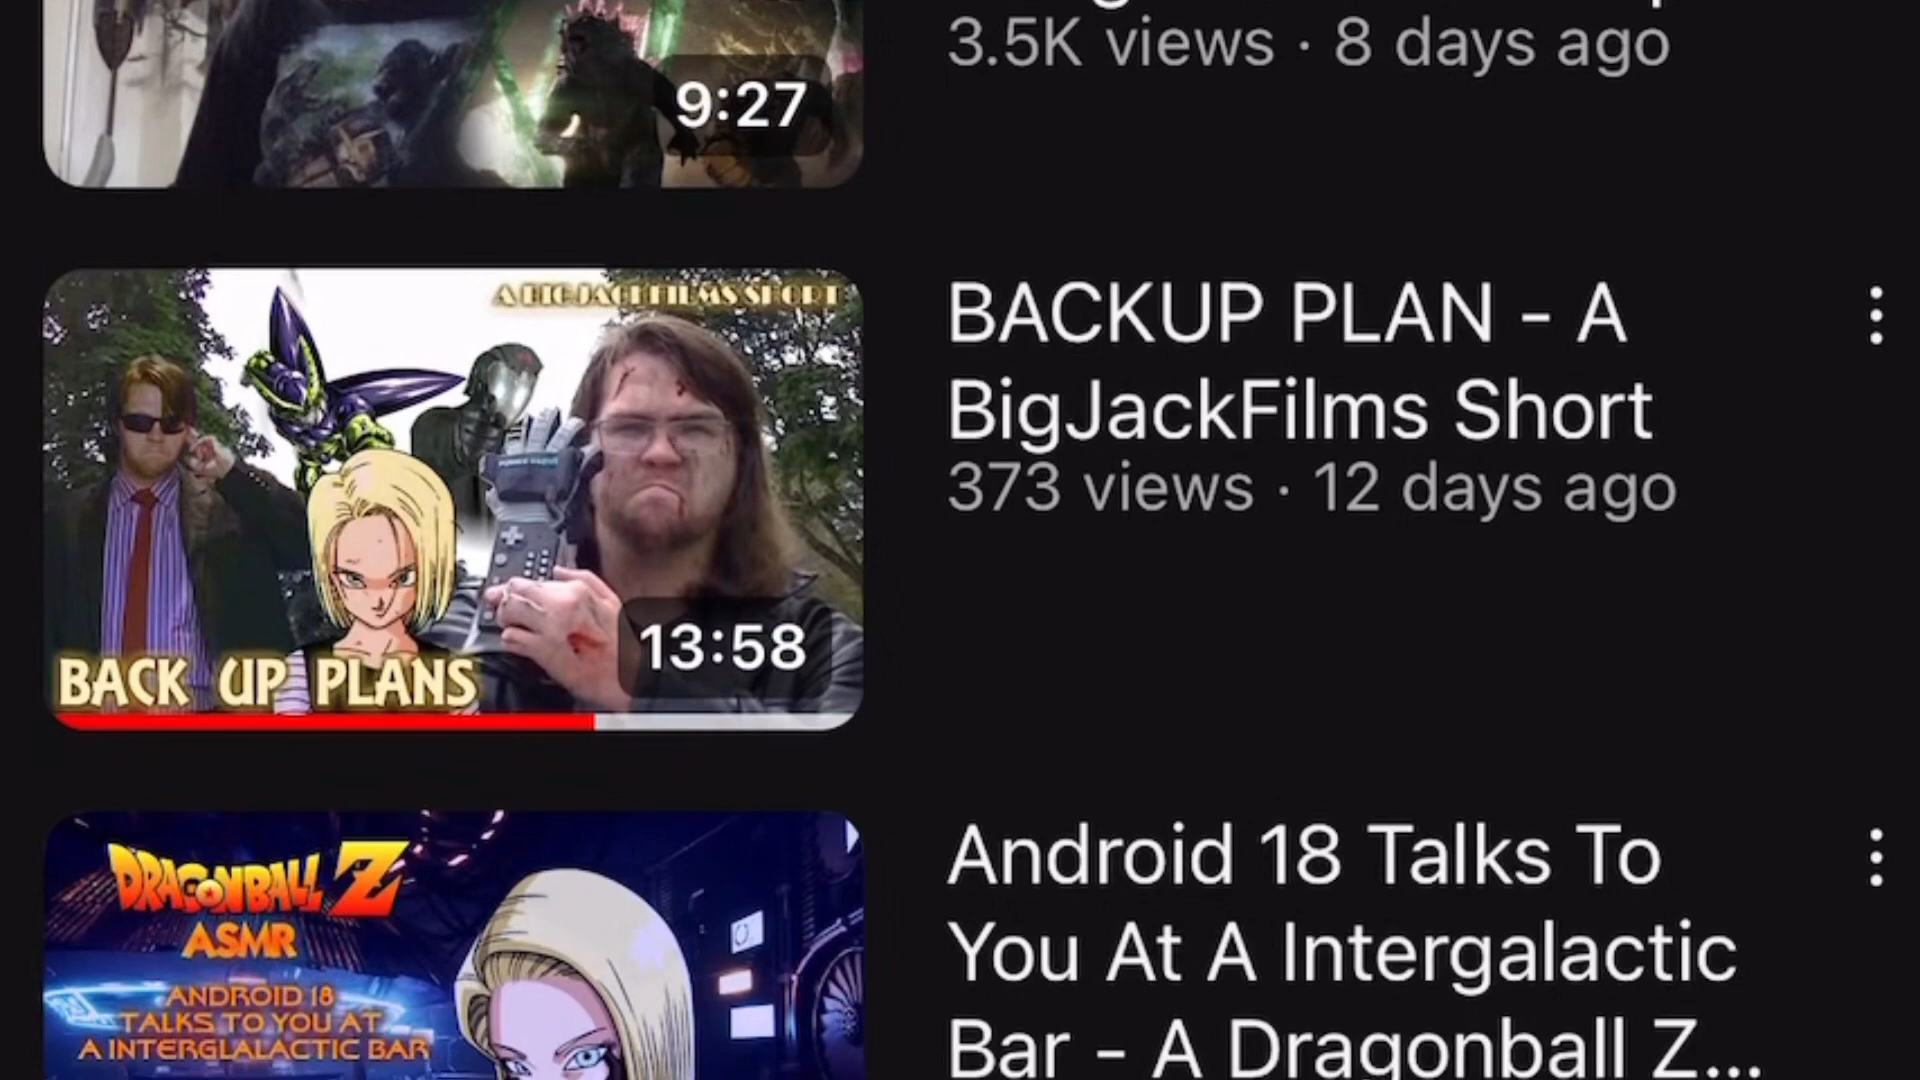 3.5K views · 8 days ago
9:27
A BIGJACKFILMS SHORT
BACKUP PLAN - A
BigJackFilms Short
373 views · 12 days ago
13:58
BACK UP PLANS
DRAGONBALL Z
ASMR
ANDROID 18
TALKS TO YOU AT
A INTERGLALACTIC BAR
Android 18 Talks To
You At A Intergalactic
Bar - A Dragonball Z...